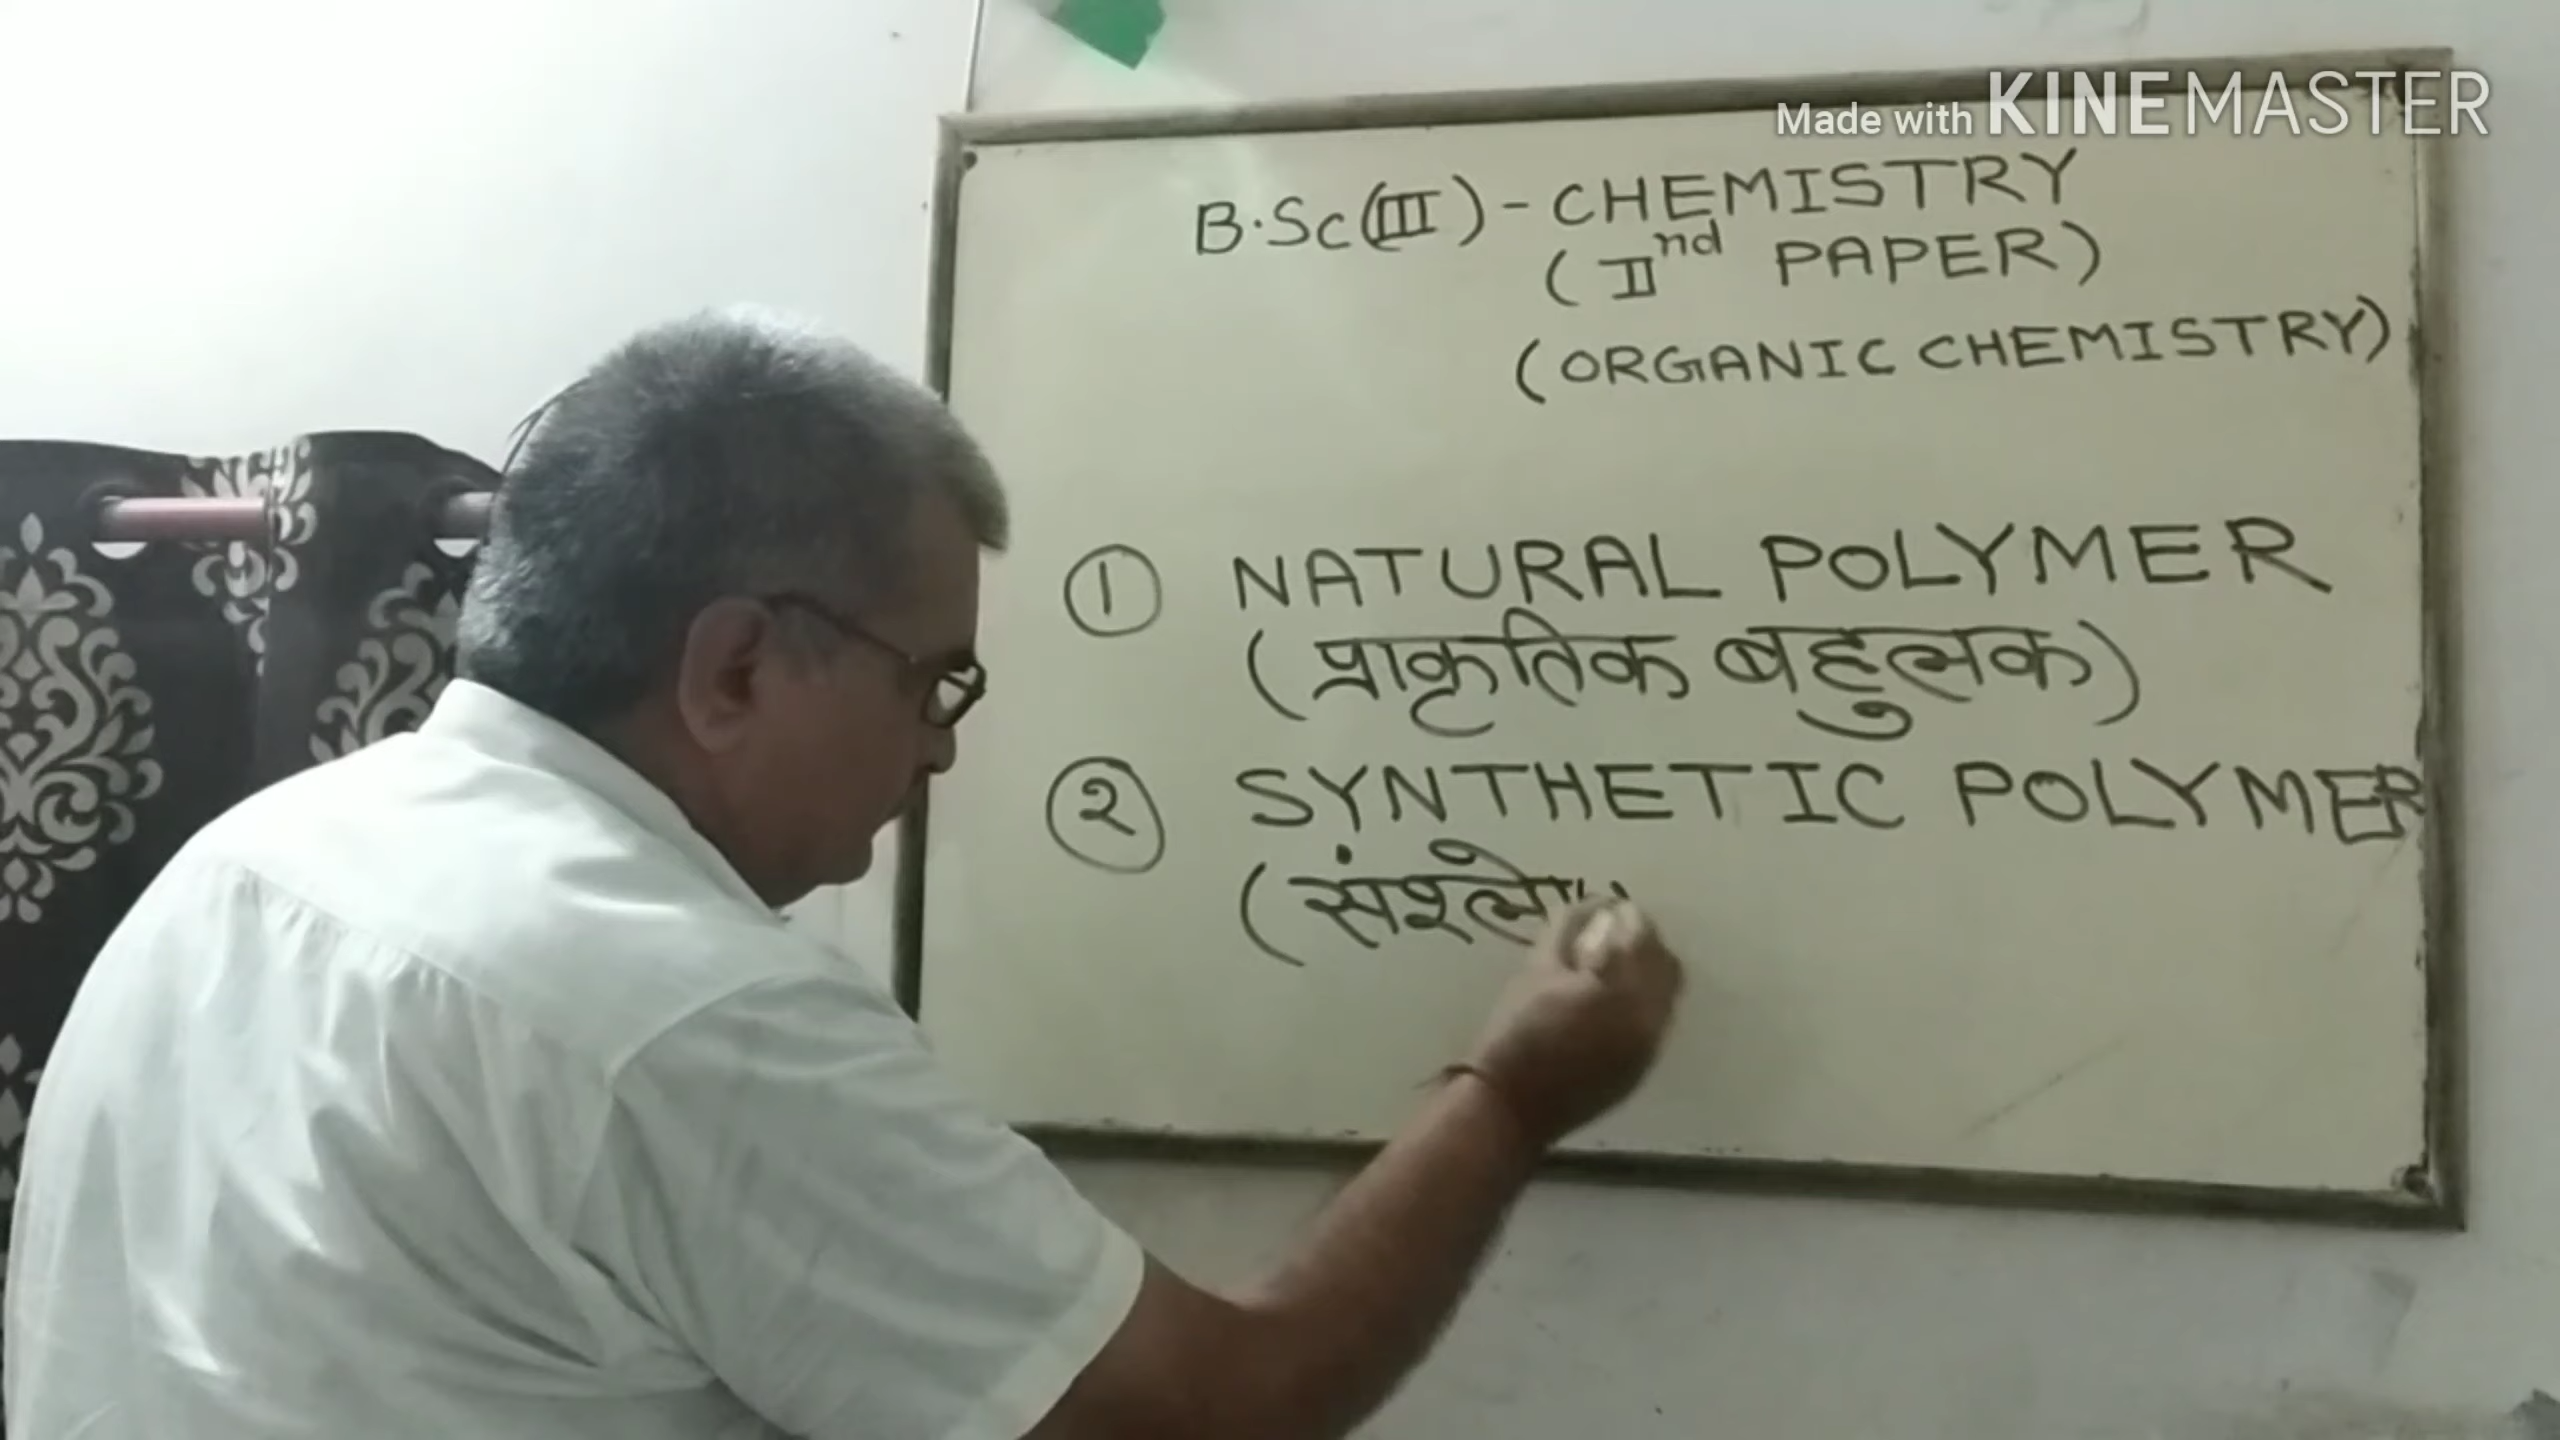 Made with KINEMASTER
B.Sc(III) - CHEMISTRY
(IInd PAPER)
(ORGANIC CHEMISTRY)
① NATURAL POLYMER
(प्राकृतिक बहुलक)
② SYNTHETIC POLYMER